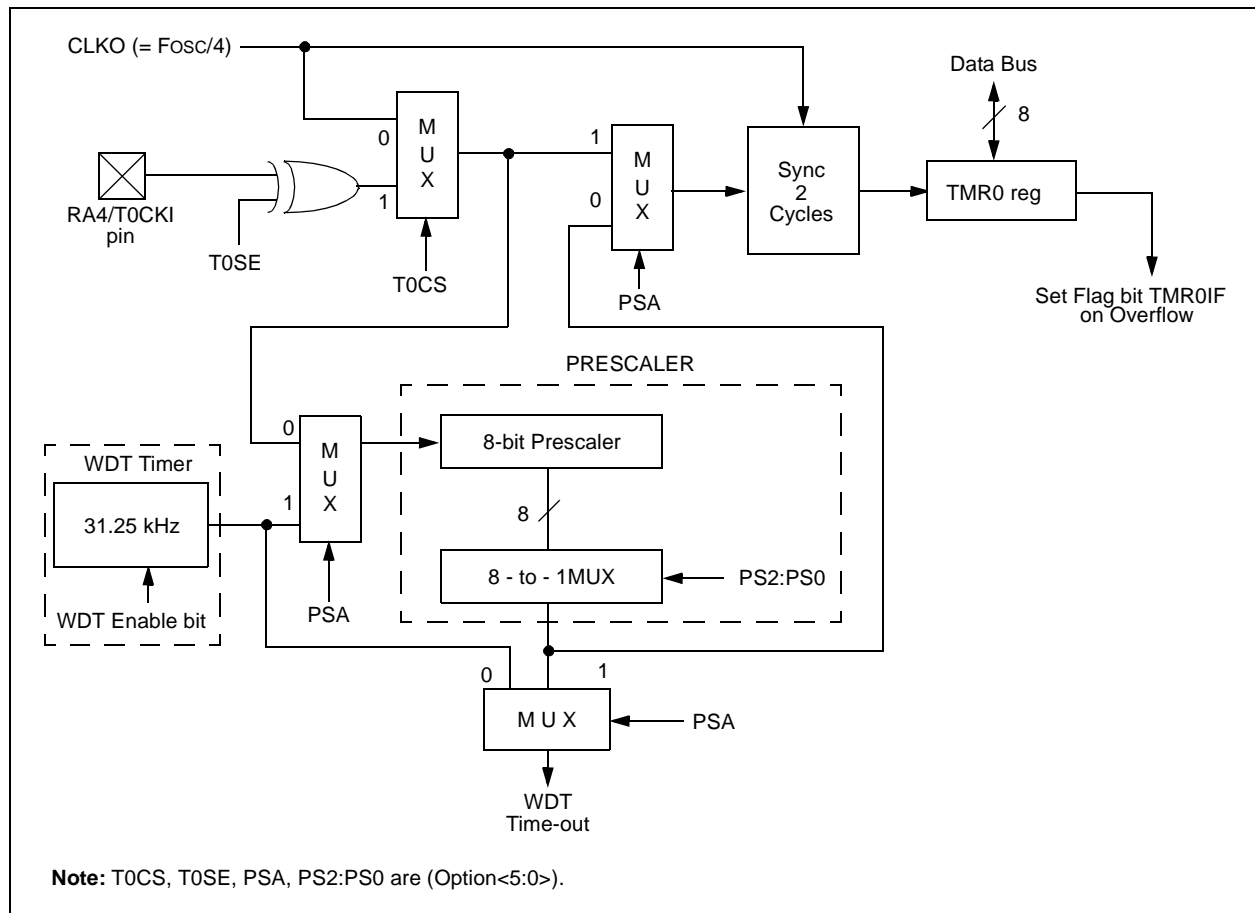 CLKO (= FOSC/4)
Data Bus
8
0
M
U
X
1
1
M
U
X
0
Sync
2
Cycles
TMR0 reg
RA4/T0CKI
pin
T0SE
T0CS
PSA
Set Flag bit TMR0IF
on Overflow
PRESCALER
0
M
U
X
1
8-bit Prescaler
WDT Timer
31.25 kHz
8
8 - to - 1MUX
PS2:PS0
WDT Enable bit
PSA
0
1
M U X
PSA
WDT
Time-out
Note: T0CS, T0SE, PSA, PS2:PS0 are (Option<5:0>).